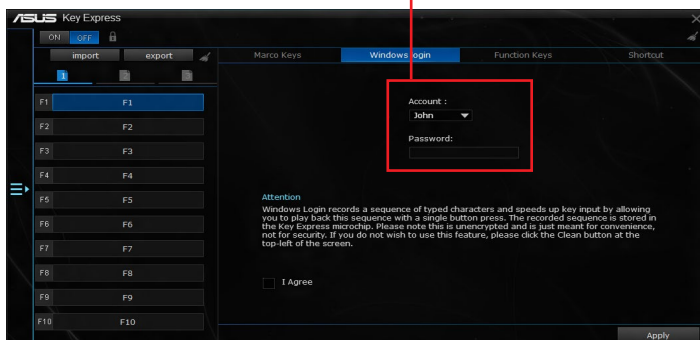 ASUS Key Express
ON OFF
import export
Marco Keys Windows login Function Keys Shortcut
1
F1 F1
F2 F2
F3 F3
F4 F4
F5 F5
F6 F6
F7 F7
F8 F8
F9 F9
F10 F10
Account :
John
Password:
Attention
Windows Login records a sequence of typed characters and speeds up key input by allowing
you to play back this sequence with a single button press. The recorded sequence is stored in
the Key Express microchip. Please note this is unencrypted and is just meant for convenience,
not for security. If you do not wish to use this feature, please click the Clean button at the
top-left of the screen.
I Agree
Apply